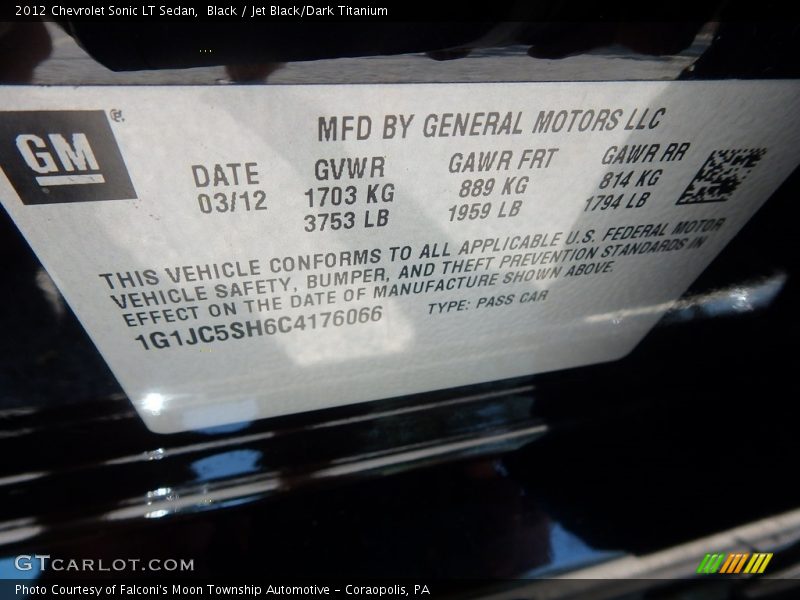 2012 Chevrolet Sonic LT Sedan,  Black / Jet Black/Dark Titanium
GM
MFD BY GENERAL MOTORS LLC
DATE GVWR GAWR FRT GAWR RR
03/12 1703 KG 889 KG 814 KG
3753 LB 1959 LB 1794 LB
THIS VEHICLE CONFORMS TO ALL APPLICABLE U.S. FEDERAL MOTOR
VEHICLE SAFETY, BUMPER, AND THEFT PREVENTION STANDARDS IN
EFFECT ON THE DATE OF MANUFACTURE SHOWN ABOVE.
1G1JC5SH6C4176066 TYPE: PASS CAR
GTCARLOT.COM
Photo Courtesy of Falconi's Moon Township Automotive – Coraopolis, PA